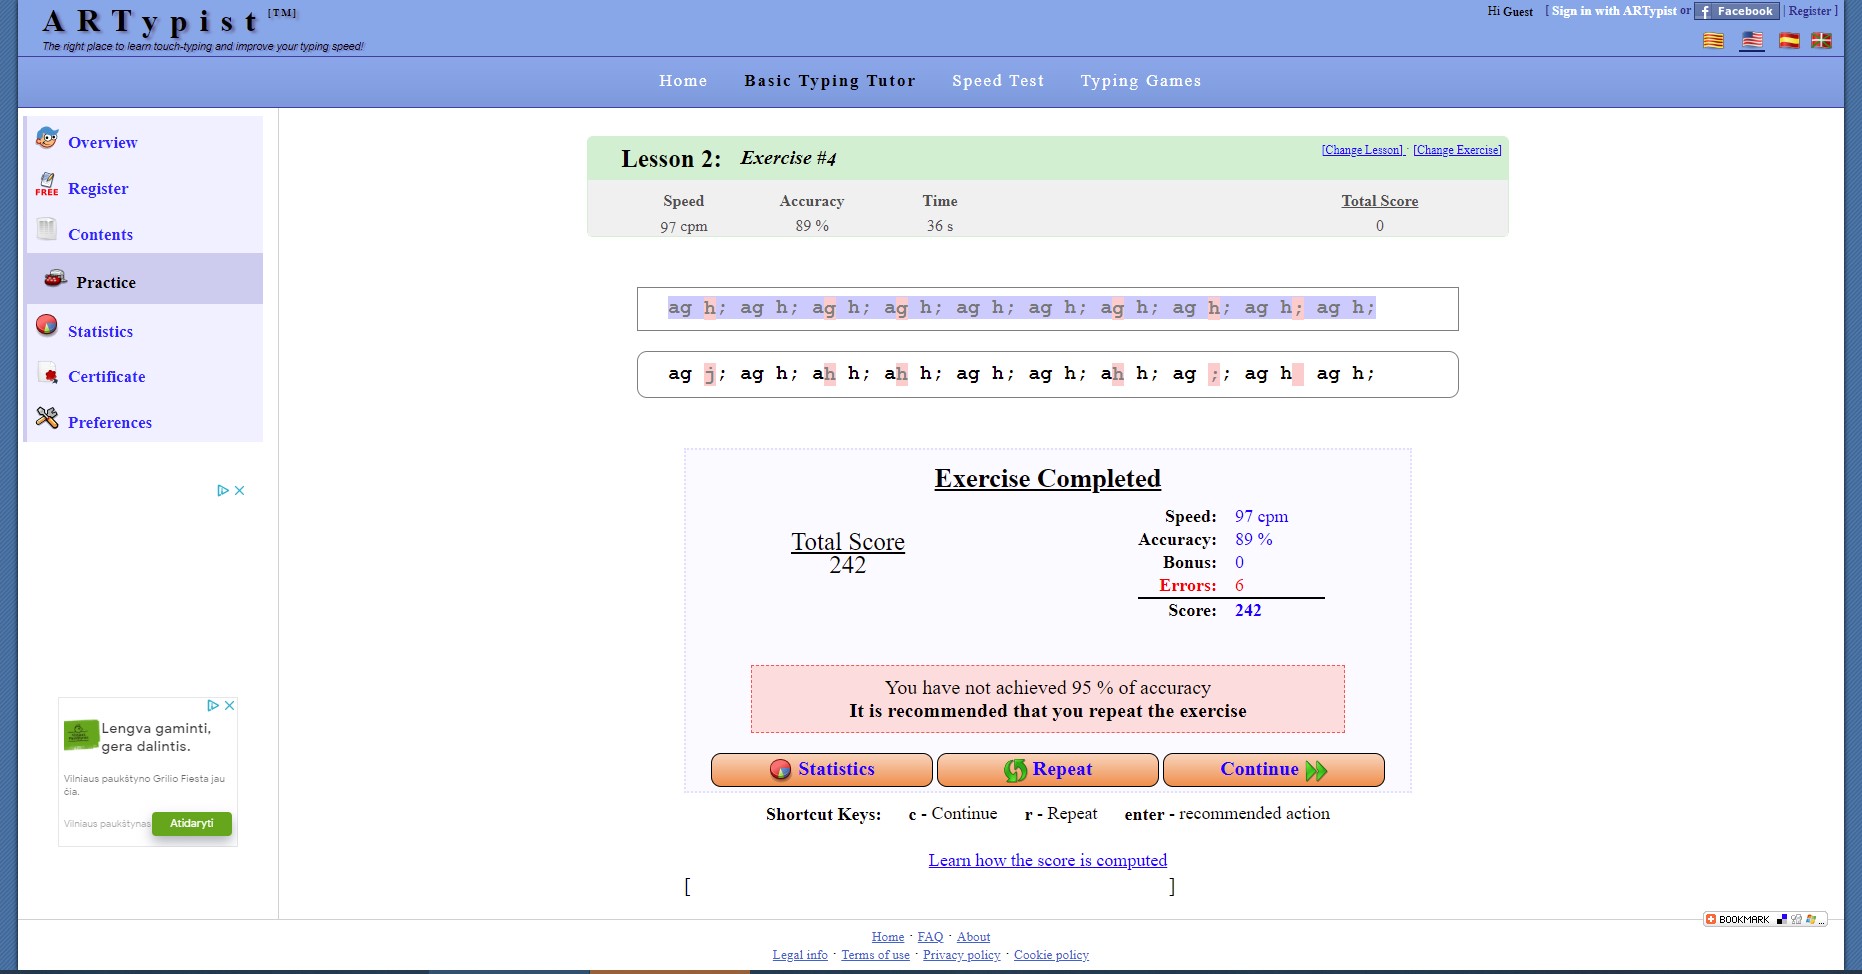 ARTypist [TM]
The right place to learn touch-typing and improve your typing speed!
Hi Guest [ Sign in with ARTypist or f Facebook | Register ]
Home Basic Typing Tutor Speed Test Typing Games
Overview
FREE Register
Contents
Practice
Statistics
Certificate
Preferences
Lesson 2: Exercise #4
[Change Lesson] · [Change Exercise]
Speed Accuracy Time Total Score
97 cpm 89 % 36 s 0
ag h; ag h; ag h; ag h; ag h; ag h; ag h; ag h; ag h; ag h;
ag j; ag h; ah h; ah h; ag h; ag h; ah h; ag ;; ag h  ag h;
Exercise Completed
Total Score
242
Speed: 97 cpm
Accuracy: 89 %
Bonus: 0
Errors: 6
Score: 242
You have not achieved 95 % of accuracy
It is recommended that you repeat the exercise
Statistics Repeat Continue
Shortcut Keys: c - Continue r - Repeat enter - recommended action
Learn how the score is computed
[ ]
Lengva gaminti,
gera dalintis.
Vilniaus paukštyno Grilio Fiesta jau
čia.
Vilniaus paukštynas Atidaryti
BOOKMARK ...
Home · FAQ · About
Legal info · Terms of use · Privacy policy · Cookie policy